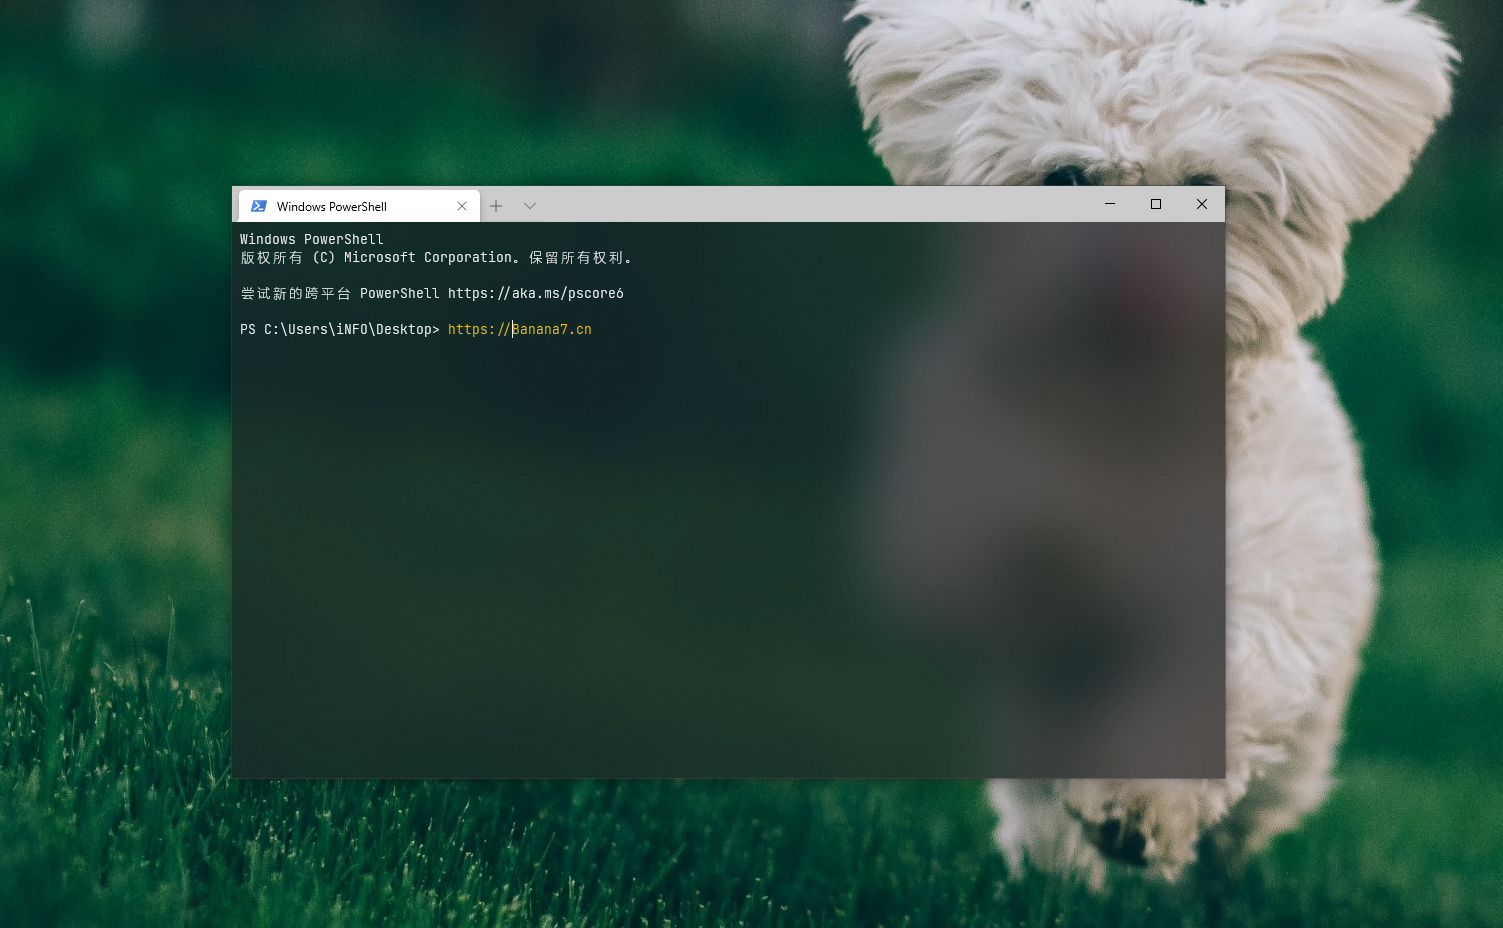 Windows PowerShell
Windows PowerShell
版权所有 (C) Microsoft Corporation。保留所有权利。
尝试新的跨平台 PowerShell https://aka.ms/pscore6
PS C:\Users\iNFO\Desktop> https://Banana7.cn